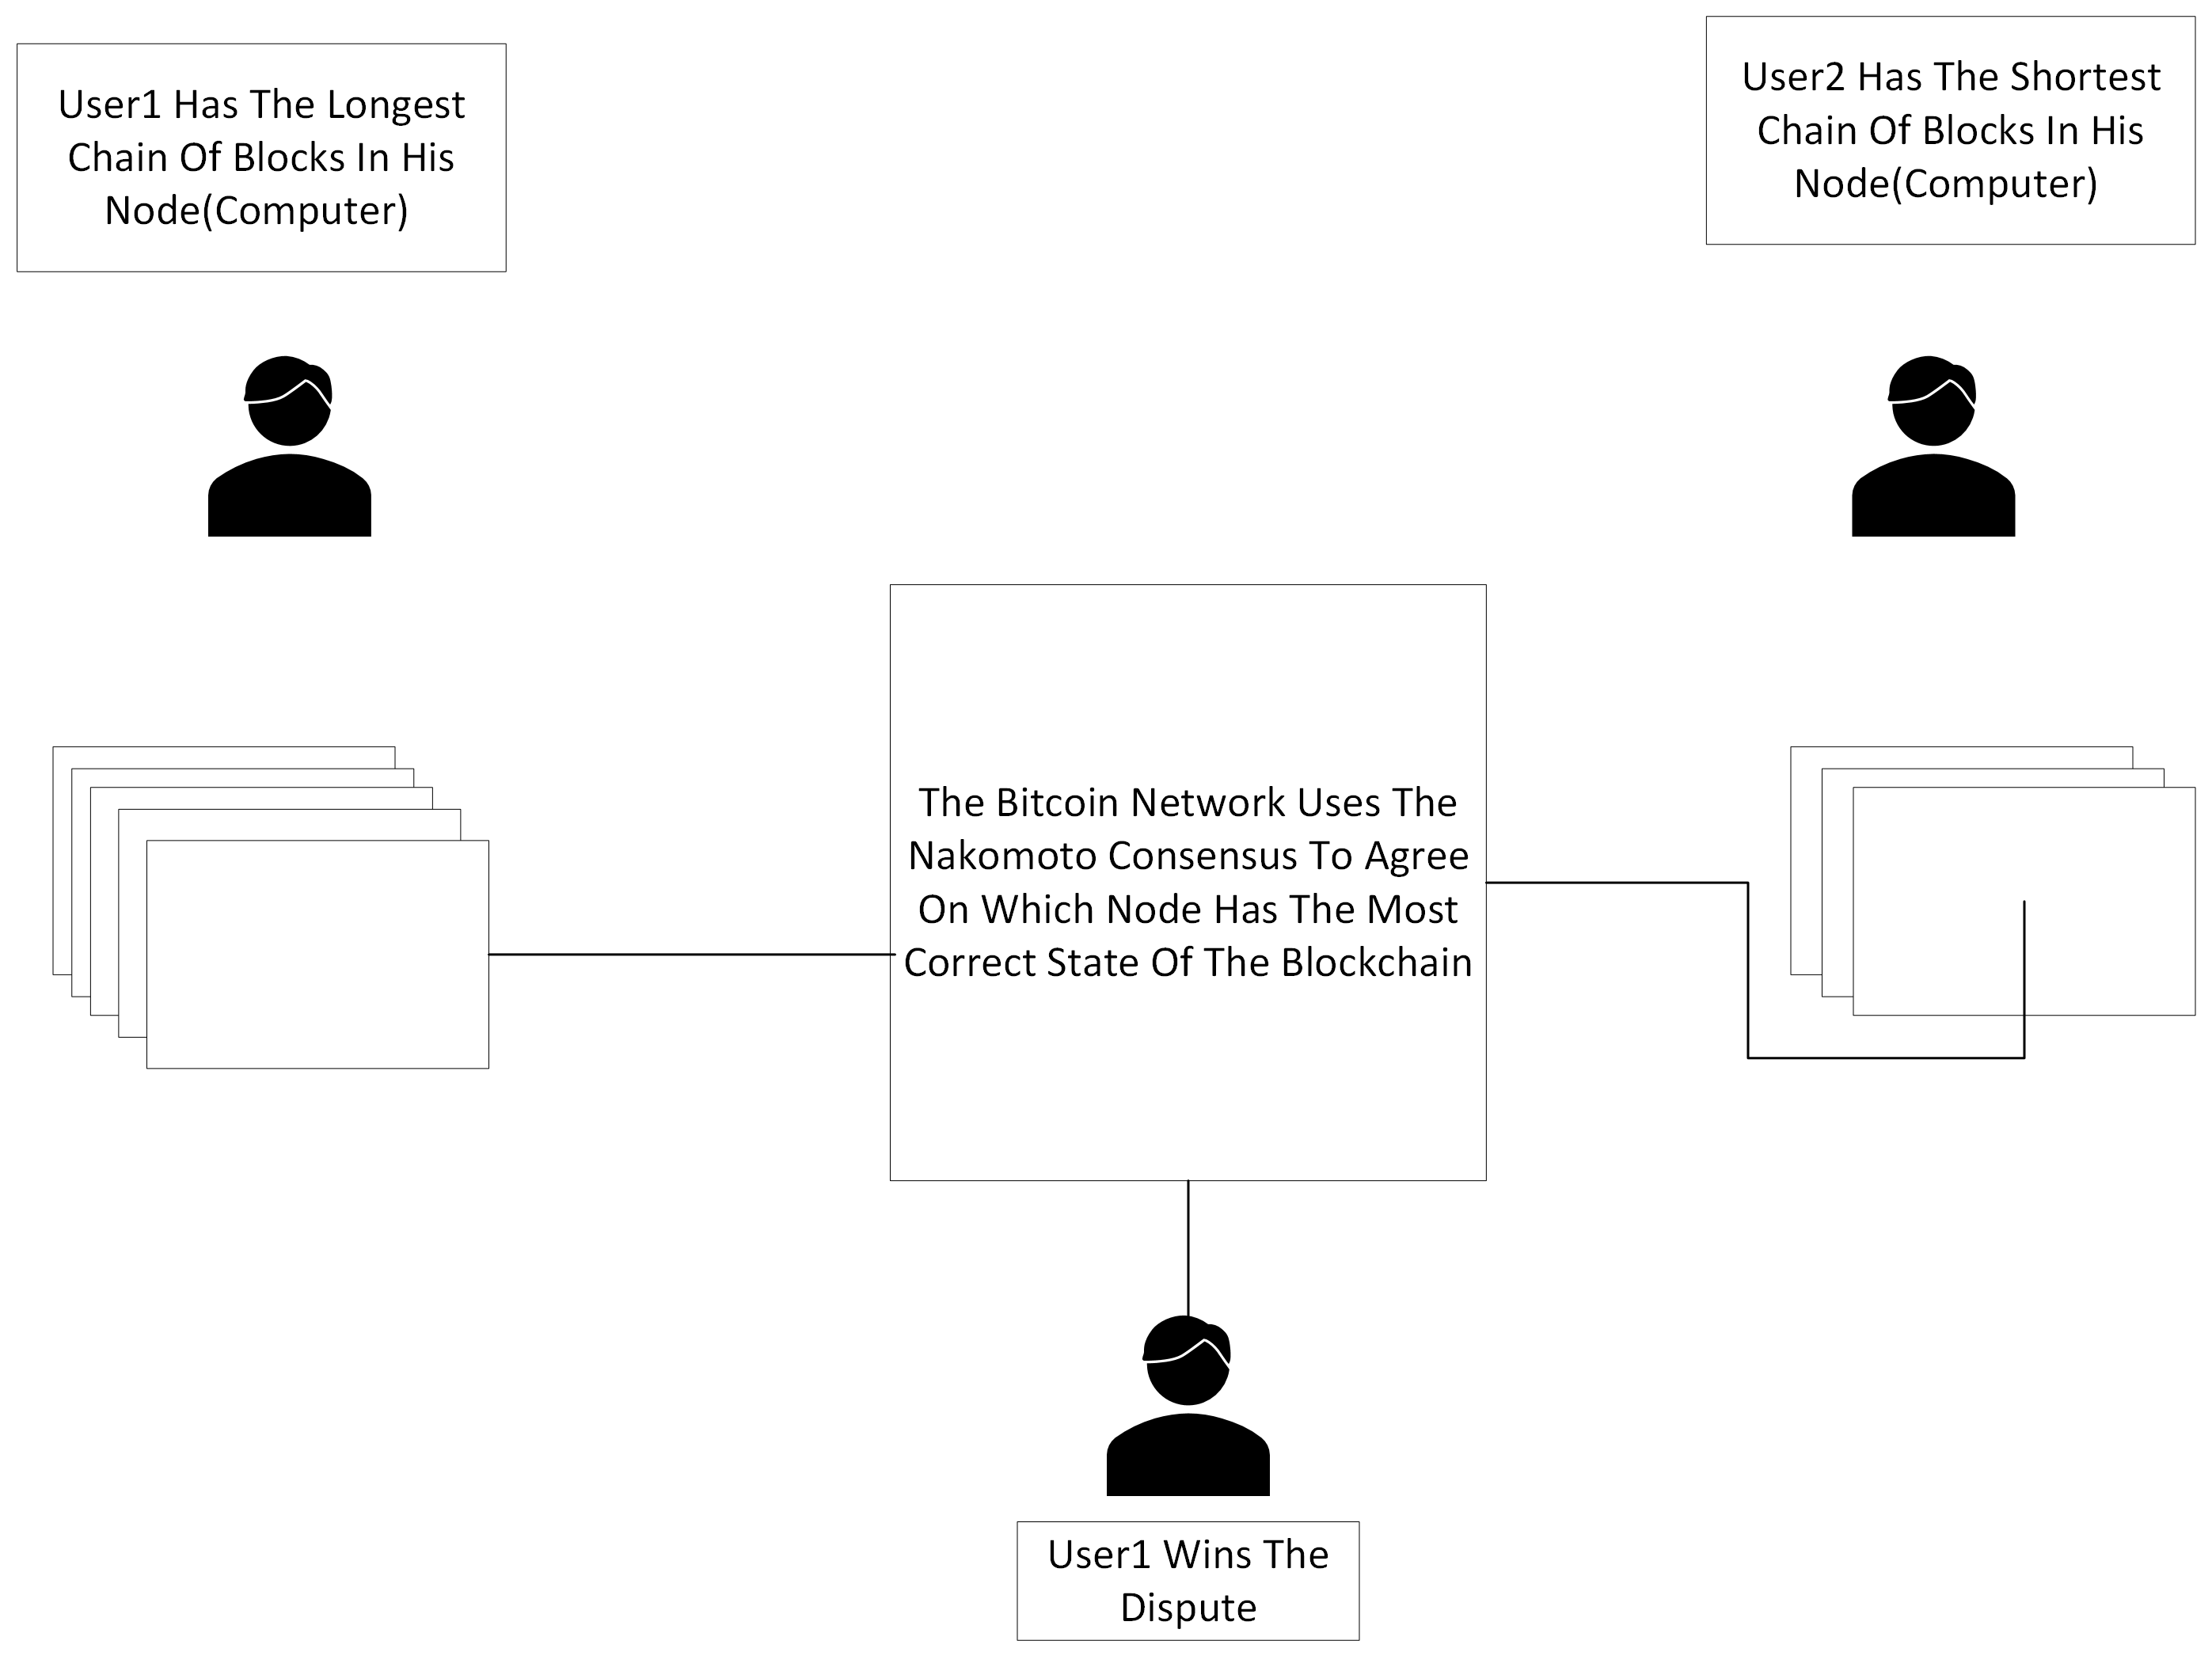 User1 Has The Longest
Chain Of Blocks In His
Node(Computer)
User2 Has The Shortest
Chain Of Blocks In His
Node(Computer)
The Bitcoin Network Uses The
Nakomoto Consensus To Agree
On Which Node Has The Most
Correct State Of The Blockchain
User1 Wins The
Dispute